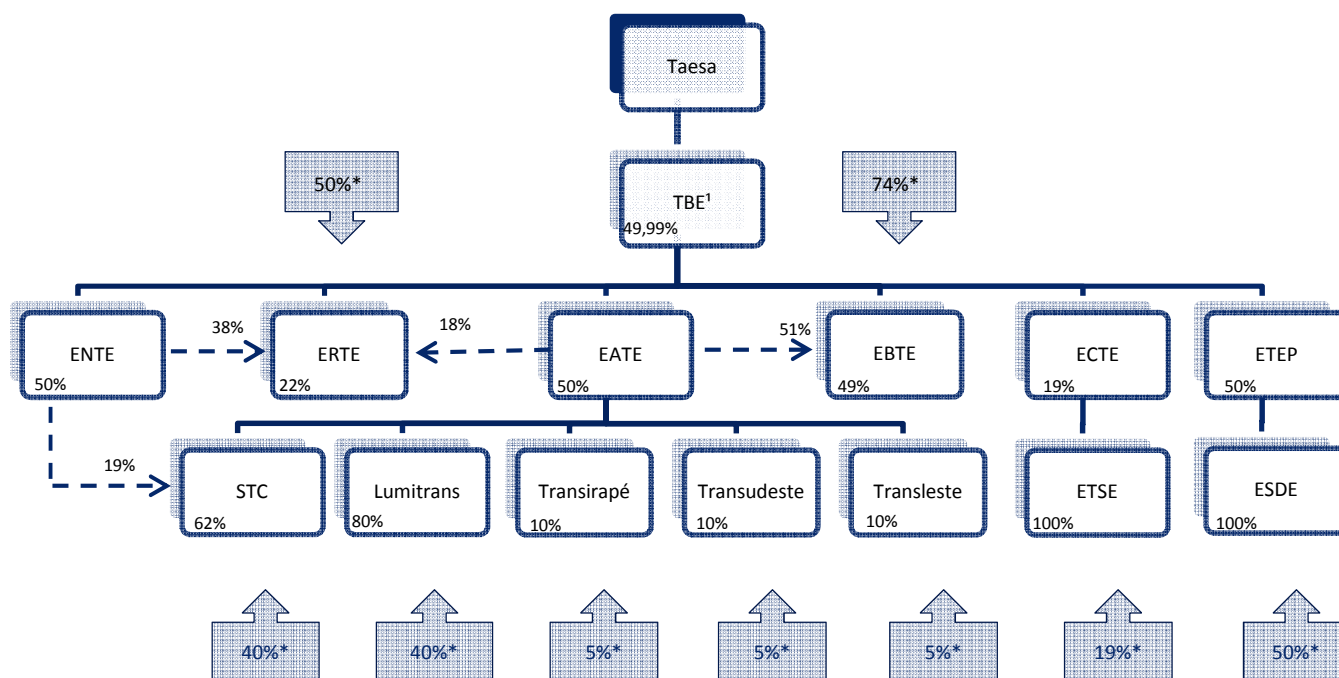 Taesa
50%*
TBE¹
49,99%
74%*
ENTE
50%
38%
ERTE
22%
18%
EATE
50%
51%
EBTE
49%
ECTE
19%
ETEP
50%
19%
STC
62%
Lumitrans
80%
Transirapé
10%
Transudeste
10%
Transleste
10%
ETSE
100%
ESDE
100%
40%*
40%*
5%*
5%*
5%*
19%*
50%*